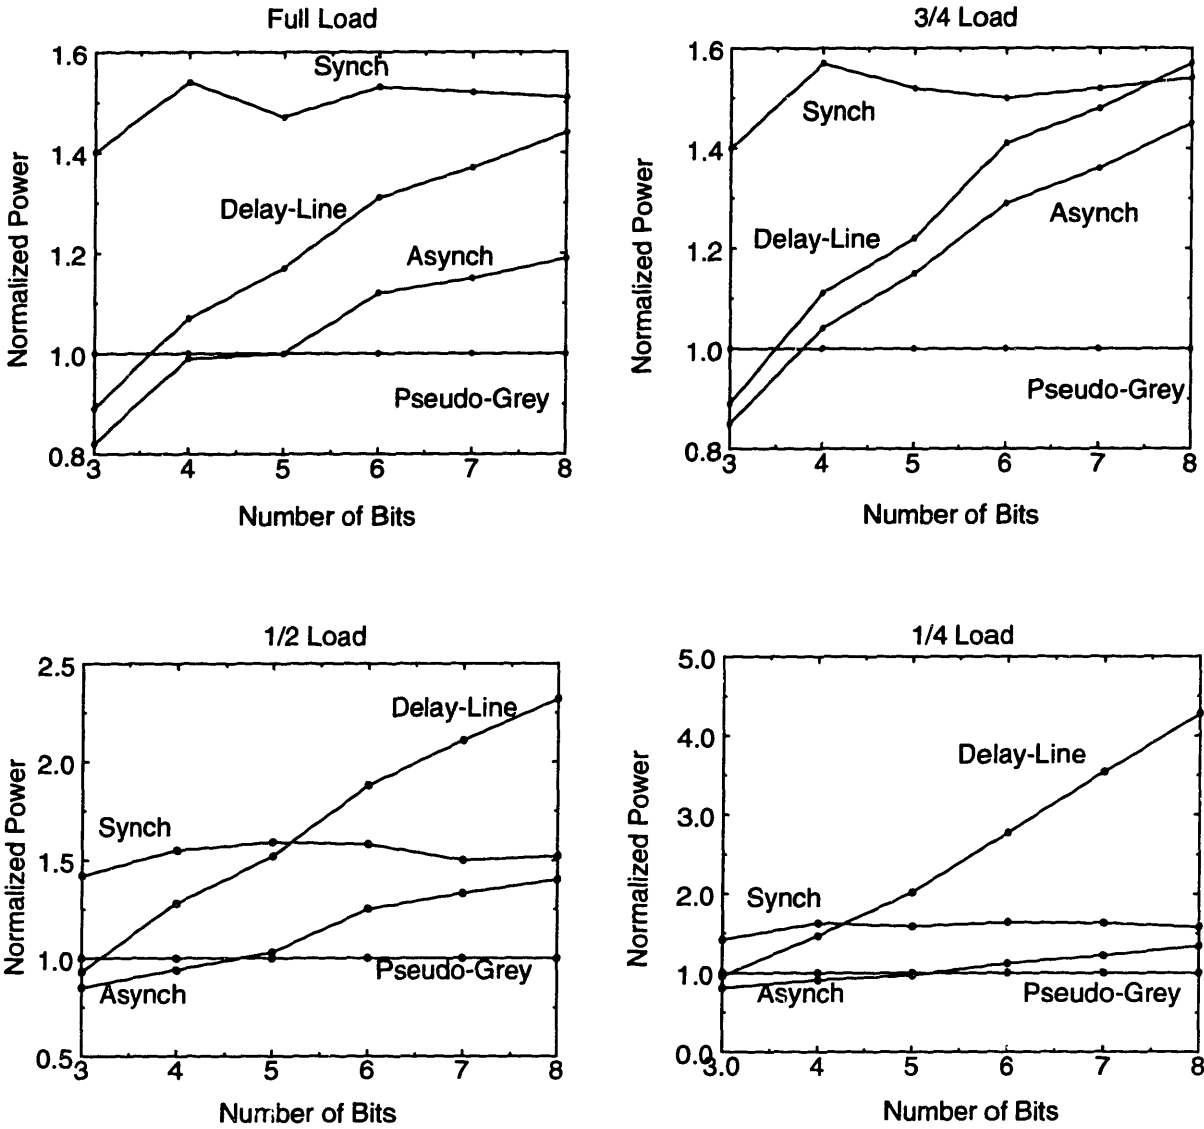 Full Load
1.6
1.4
1.2
1.0
0.8
Normalized Power
Synch
Delay-Line
Asynch
Pseudo-Grey
3 4 5 6 7 8
Number of Bits
3/4 Load
1.6
1.4
1.2
1.0
0.8
Normalized Power
Synch
Delay-Line
Asynch
Pseudo-Grey
3 4 5 6 7 8
Number of Bits
1/2 Load
2.5
2.0
1.5
1.0
0.5
Normalized Power
Delay-Line
Synch
Asynch
Pseudo-Grey
3 4 5 6 7 8
Number of Bits
1/4 Load
5.0
4.0
3.0
2.0
1.0
0.0
Normalized Power
Delay-Line
Synch
Asynch
Pseudo-Grey
3.0 4 5 6 7 8
Number of Bits